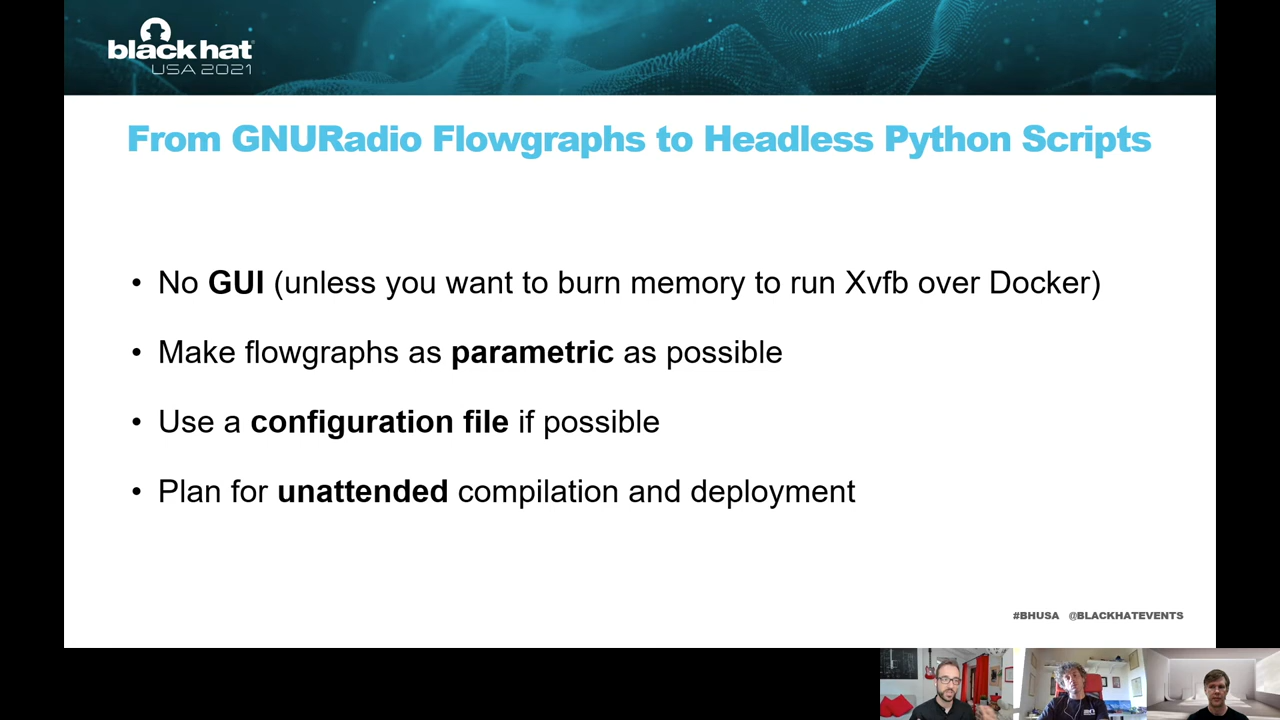 black hat
USA 2021
From GNURadio Flowgraphs to Headless Python Scripts
• No GUI (unless you want to burn memory to run Xvfb over Docker)
• Make flowgraphs as parametric as possible
• Use a configuration file if possible
• Plan for unattended compilation and deployment
#BHUSA @BLACKHATEVENTS